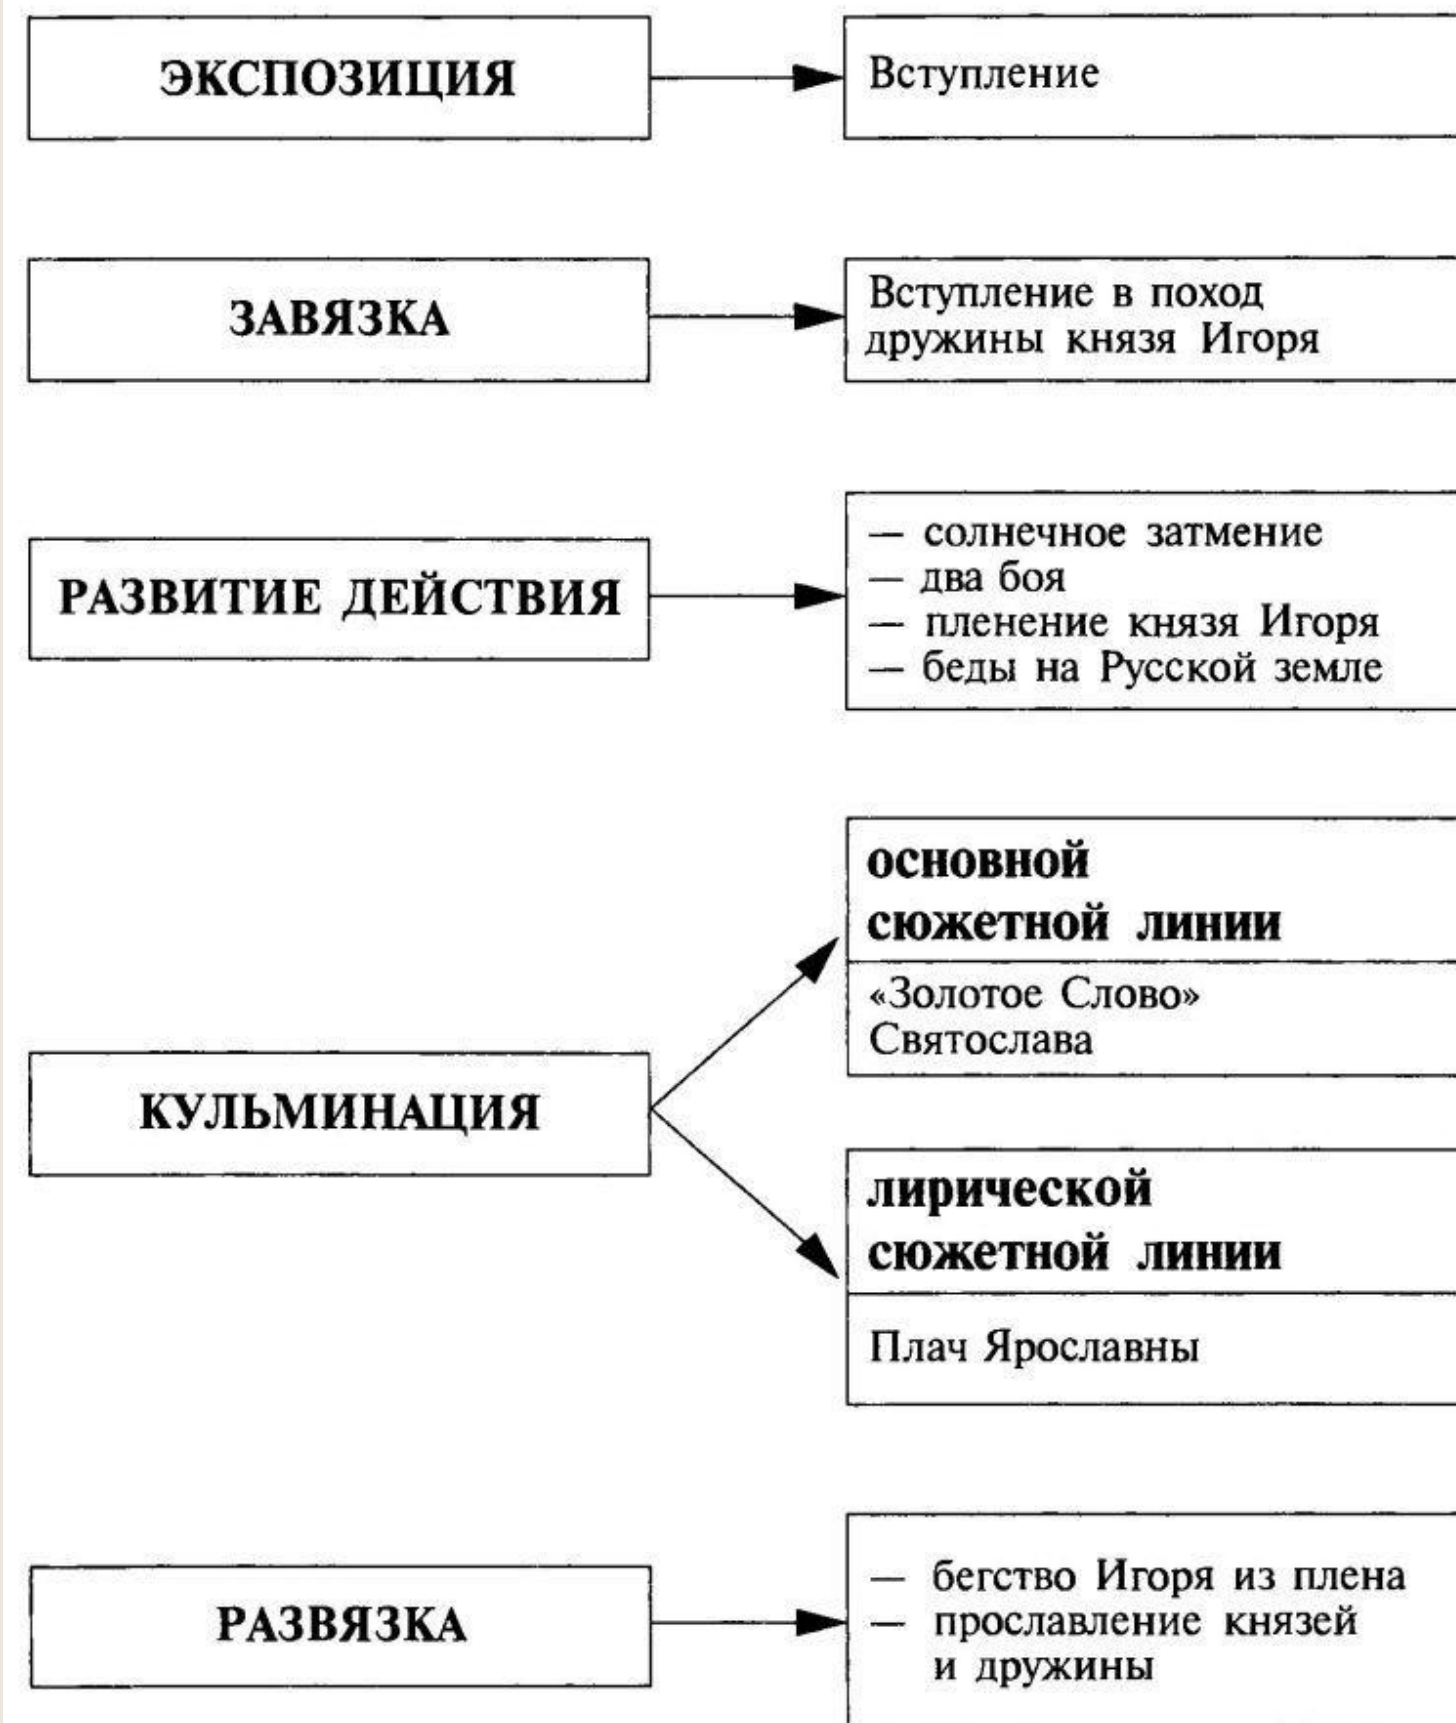 ЭКСПОЗИЦИЯ
Вступление
ЗАВЯЗКА
Вступление в поход
дружины князя Игоря
РАЗВИТИЕ ДЕЙСТВИЯ
— солнечное затмение
— два боя
— пленение князя Игоря
— беды на Русской земле
КУЛЬМИНАЦИЯ
основной
сюжетной линии
«Золотое Слово»
Святослава
лирической
сюжетной линии
Плач Ярославны
РАЗВЯЗКА
— бегство Игоря из плена
— прославление князей
и дружины